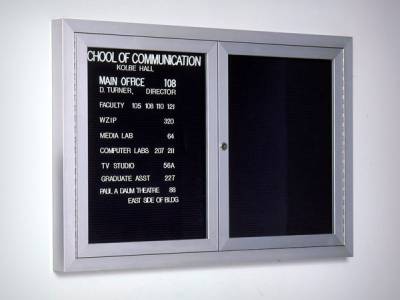 CHOOL OF COMMUNICATION
KOLBE HALL
MAIN OFFICE 108
D. TURNER, DIRECTOR
FACULTY 105 108 110 121
WZIP 320
MEDIA LAB 64
COMPUTER LABS 207 211
TV STUDIO 56A
GRADUATE ASST 227
PAUL A DAUM THEATRE 88
EAST SIDE OF BLDG